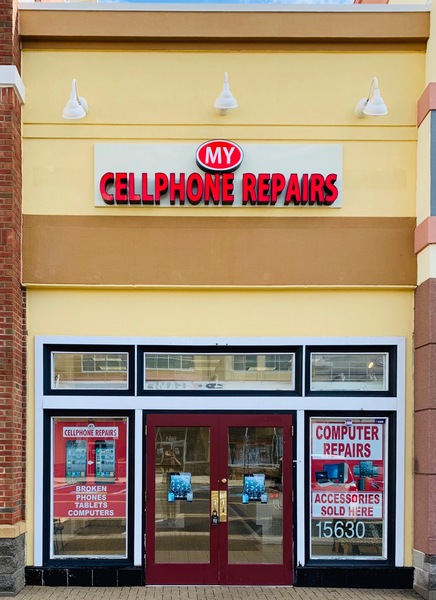 MY
CELLPHONE REPAIRS
CELLPHONE REPAIRS
BROKEN
PHONES
TABLETS
COMPUTERS
COMPUTER
REPAIRS
ACCESSORIES
SOLD HERE
15630